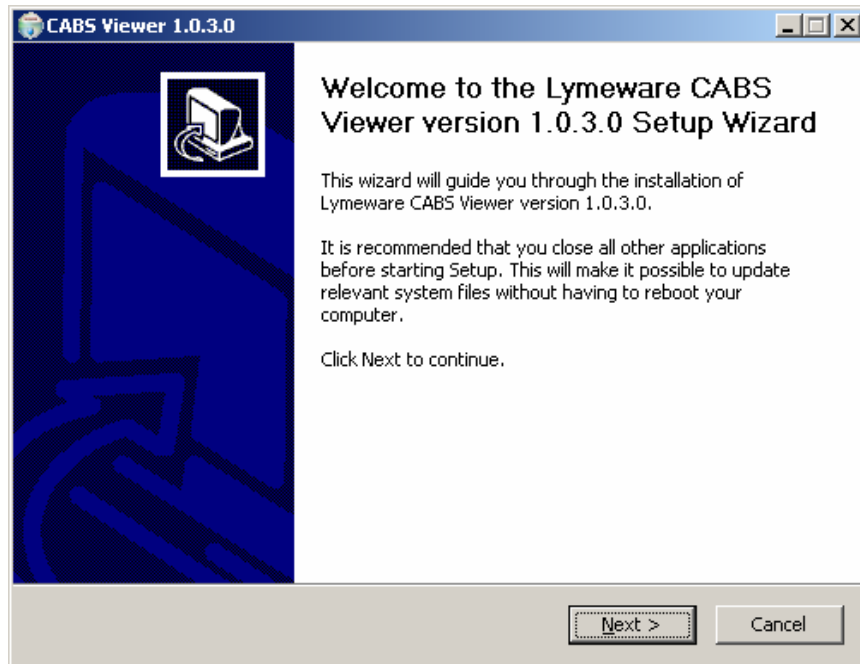 CABS Viewer 1.0.3.0
Welcome to the Lymeware CABS
Viewer version 1.0.3.0 Setup Wizard
This wizard will guide you through the installation of
Lymeware CABS Viewer version 1.0.3.0.
It is recommended that you close all other applications
before starting Setup. This will make it possible to update
relevant system files without having to reboot your
computer.
Click Next to continue.
Next >
Cancel